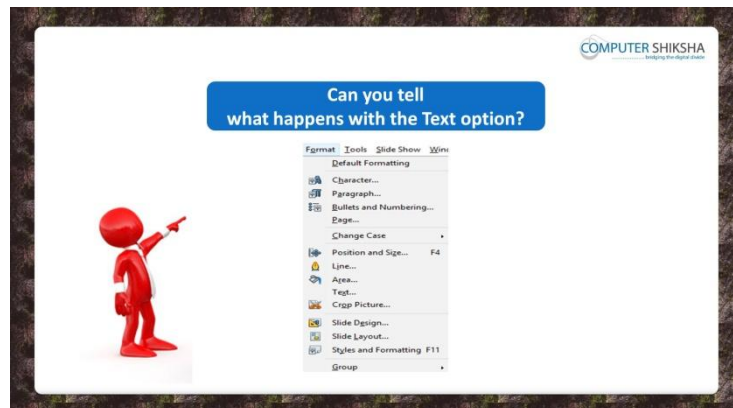 COMPUTER SHIKSHA
bridging the digital divide
Can you tell
what happens with the Text option?
Format Tools Slide Show Wind
Default Formatting
Character...
Paragraph...
Bullets and Numbering...
Page...
Change Case
Position and Size... F4
Line...
Area...
Text...
Crop Picture...
Slide Design...
Slide Layout...
Styles and Formatting F11
Group